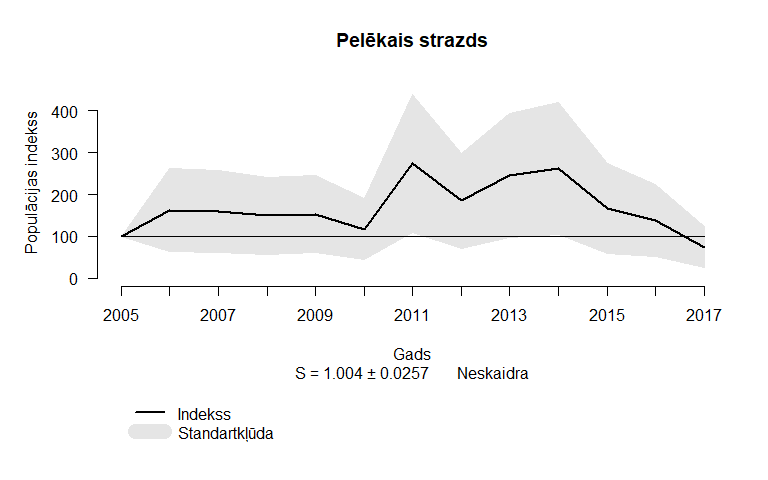 Pelēkais strazds
Populācijas indekss
400
300
200
100
0
2005 2007 2009 2011 2013 2015 2017
Gads
S = 1.004 ± 0.0257 Neskaidra
Indekss
Standartkļūda